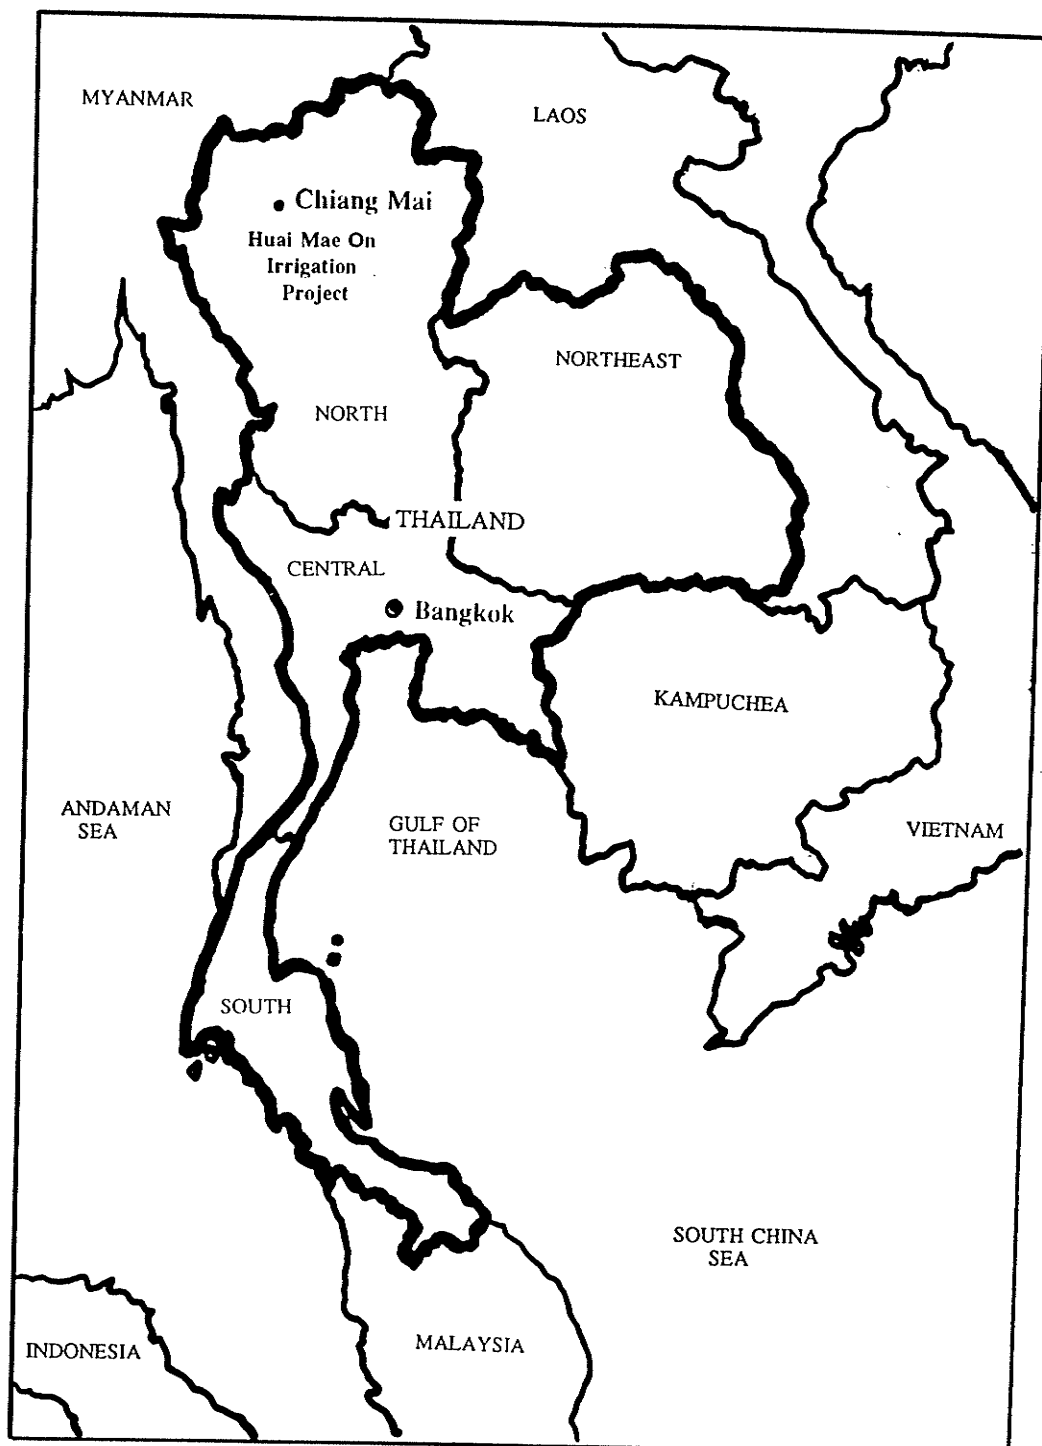 MYANMAR
LAOS
Chiang Mai
Huai Mae On
Irrigation
Project
NORTHEAST
NORTH
THAILAND
CENTRAL
Bangkok
KAMPUCHEA
ANDAMAN
SEA
GULF OF
THAILAND
VIETNAM
SOUTH
SOUTH CHINA
SEA
MALAYSIA
INDONESIA